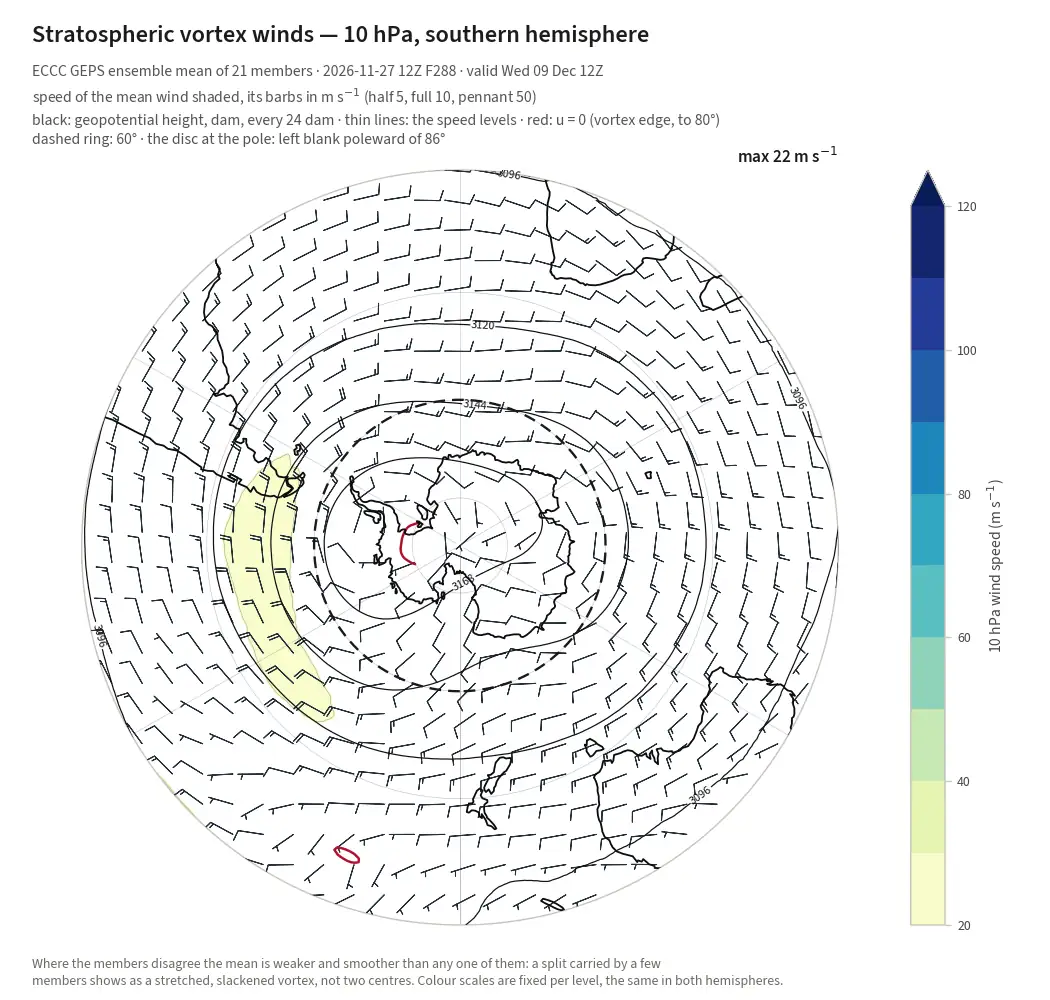 Stratospheric vortex winds — 10 hPa, southern hemisphere
ECCC GEPS ensemble mean of 21 members · 2026-11-27 12Z F288 · valid Wed 09 Dec 12Z
speed of the mean wind shaded, its barbs in m s⁻¹ (half 5, full 10, pennant 50)
black: geopotential height, dam, every 24 dam · thin lines: the speed levels · red: u = 0 (vortex edge, to 80°)
dashed ring: 60° · the disc at the pole: left blank poleward of 86°
max 22 m s⁻¹
3096
3120
3144
3096
3168
3096
3096
120
100
80
60
40
20
10 hPa wind speed (m s⁻¹)
Where the members disagree the mean is weaker and smoother than any one of them: a split carried by a few
members shows as a stretched, slackened vortex, not two centres. Colour scales are fixed per level, the same in both hemispheres.